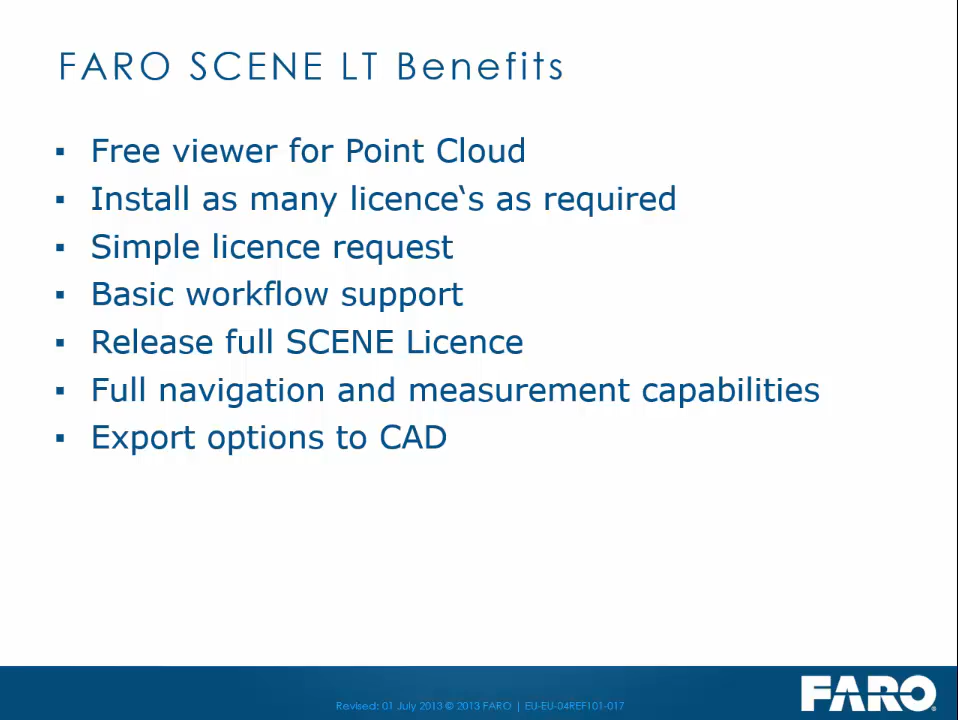 FARO SCENE LT Benefits
▪ Free viewer for Point Cloud
▪ Install as many licence‘s as required
▪ Simple licence request
▪ Basic workflow support
▪ Release full SCENE Licence
▪ Full navigation and measurement capabilities
▪ Export options to CAD
Revised: 01 July 2013 © 2013 FARO | EU-EU-04REF101-017
FARO®